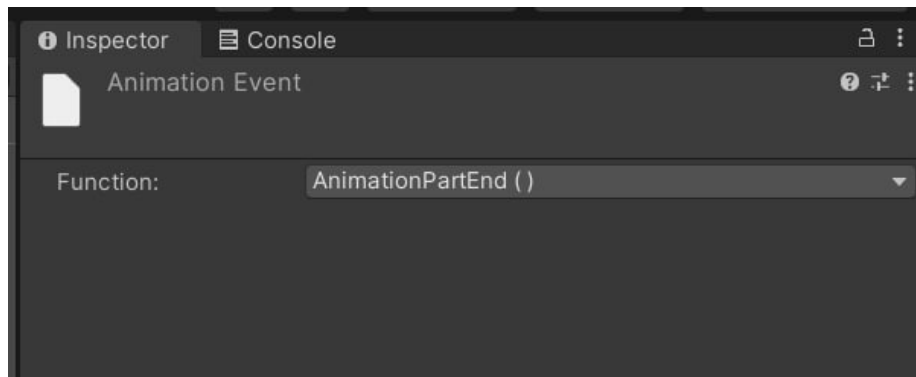 Inspector Console
Animation Event
Function: AnimationPartEnd ( )